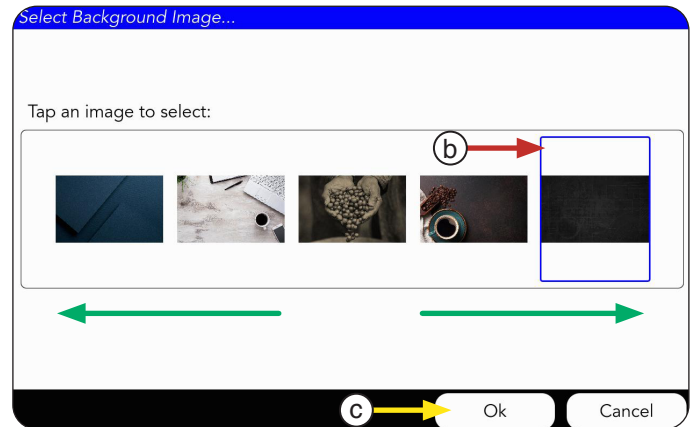 Select Background Image...
Tap an image to select:
b
c
Ok
Cancel